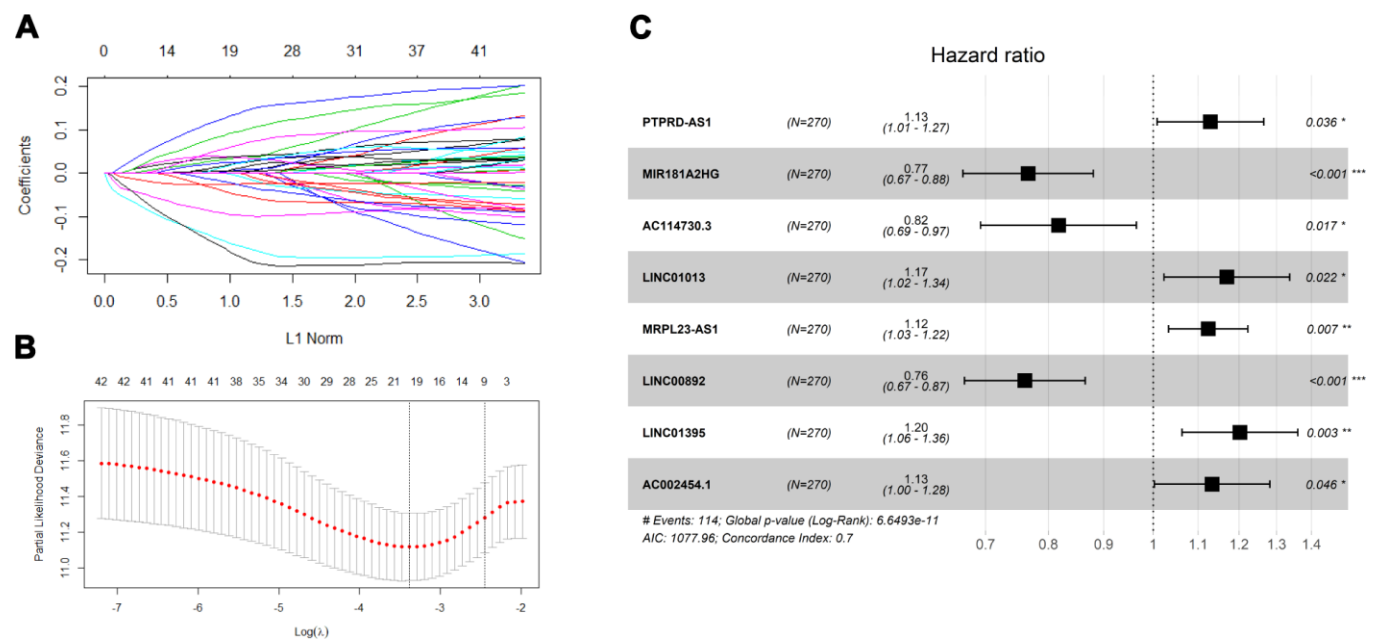 A
0 14 19 28 31 37 41
0.2
0.1
0.0
-0.1
-0.2
Coefficients
0.0 0.5 1.0 1.5 2.0 2.5 3.0
L1 Norm
B
42 42 41 41 41 41 38 35 34 30 29 28 25 21 19 16 14 9 3
11.8
11.6
11.4
11.2
11.0
Partial Likelihood Deviance
-7 -6 -5 -4 -3 -2
Log(λ)
C
Hazard ratio
PTPRD-AS1 (N=270) 1.13 0.036 *
(1.01 - 1.27)
MIR181A2HG (N=270) 0.77 <0.001 ***
(0.67 - 0.88)
AC114730.3 (N=270) 0.82 0.017 *
(0.69 - 0.97)
LINC01013 (N=270) 1.17 0.022 *
(1.02 - 1.34)
MRPL23-AS1 (N=270) 1.12 0.007 **
(1.03 - 1.22)
LINC00892 (N=270) 0.76 <0.001 ***
(0.67 - 0.87)
LINC01395 (N=270) 1.20 0.003 **
(1.06 - 1.36)
AC002454.1 (N=270) 1.13 0.046 *
(1.00 - 1.28)
# Events: 114; Global p-value (Log-Rank): 6.6493e-11
AIC: 1077.96; Concordance Index: 0.7
0.7 0.8 0.9 1 1.1 1.2 1.3 1.4